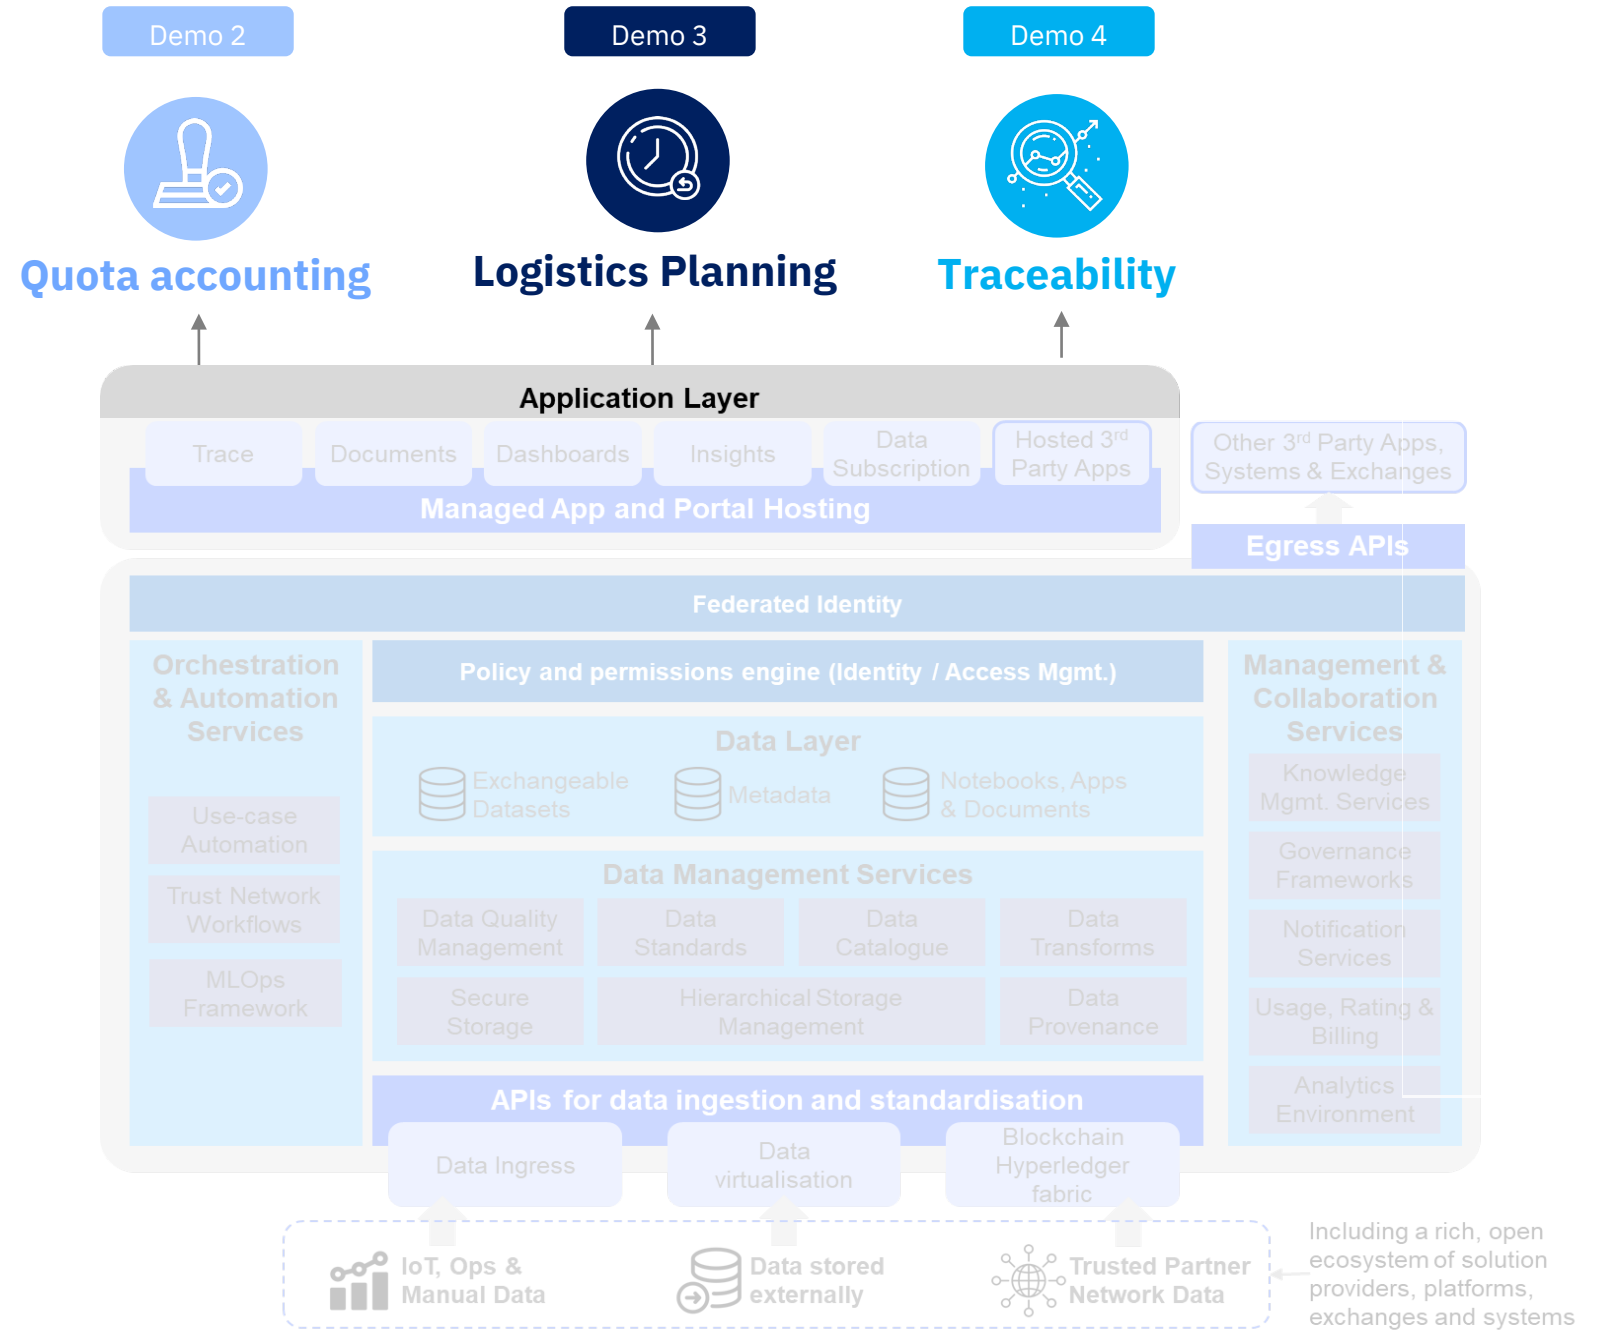 Demo 2
Demo 3
Demo 4
Quota accounting
Logistics Planning
Traceability
Application Layer
Trace
Documents
Dashboards
Insights
Data
Subscription
Hosted 3rd
Party Apps
Managed App and Portal Hosting
Other 3rd Party Apps,
Systems & Exchanges
Egress APIs
Federated Identity
Orchestration
& Automation
Services
Use-case
Automation
Trust Network
Workflows
MLOps
Framework
Policy and permissions engine (Identity / Access Mgmt.)
Data Layer
Exchangeable
Datasets
Metadata
Notebooks, Apps
& Documents
Data Management Services
Data Quality
Management
Data
Standards
Data
Catalogue
Data
Transforms
Secure
Storage
Hierarchical Storage
Management
Data
Provenance
Management &
Collaboration
Services
Knowledge
Mgmt. Services
Governance
Frameworks
Notification
Services
Usage, Rating &
Billing
Analytics
Environment
APIs for data ingestion and standardisation
Data Ingress
Data
virtualisation
Blockchain
Hyperledger
fabric
IoT, Ops &
Manual Data
Data stored
externally
Trusted Partner
Network Data
Including a rich, open
ecosystem of solution
providers, platforms,
exchanges and systems